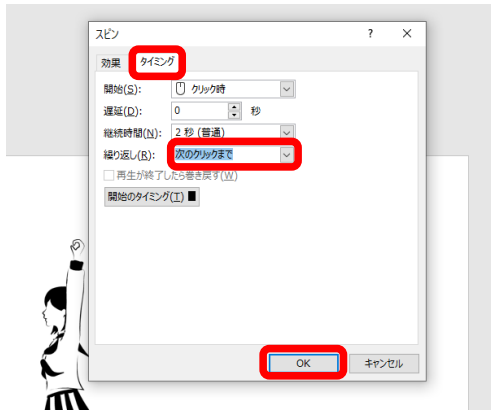 スピン ? ×
効果 タイミング
開始(S): クリック時
遅延(D): 0 秒
継続時間(N): 2 秒 (普通)
繰り返し(R): 次のクリックまで
再生が終了したら巻き戻す(W)
開始のタイミング(T)
OK キャンセル